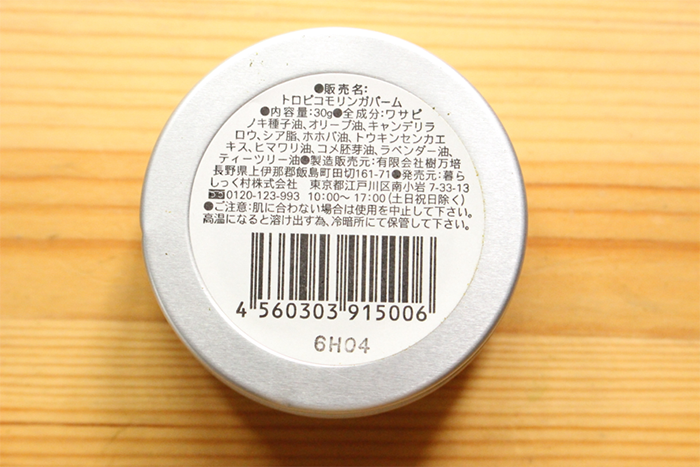 ●販売名：
トロピコモリンガバーム
●内容量：30g●全成分：ワサビ
ノキ種子油、オリーブ油、キャンデリラ
ロウ、シア脂、ホホバ油、トウキンセンカエ
キス、ヒマワリ油、コメ胚芽油、ラベンダー油、
ティーツリー油●製造販売元：有限会社樹万培
長野県上伊那郡飯島町田切161-71●発売元：暮ら
しっく村株式会社 東京都江戸川区南小岩7-33-13
0120-123-993 10:00〜17:00（土日祝日除く）
●ご注意：肌に合わない場合は使用を中止して下さい。
高温になると溶け出す為、冷暗所にて保管して下さい。
4 560303 915006
6H04